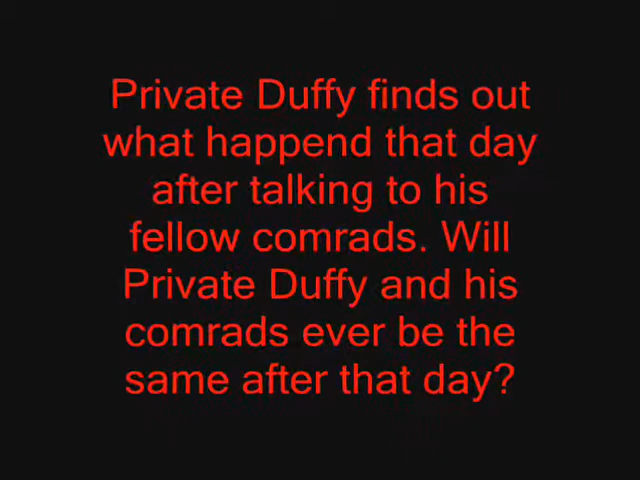 Private Duffy finds out
what happend that day
after talking to his
fellow comrads. Will
Private Duffy and his
comrads ever be the
same after that day?